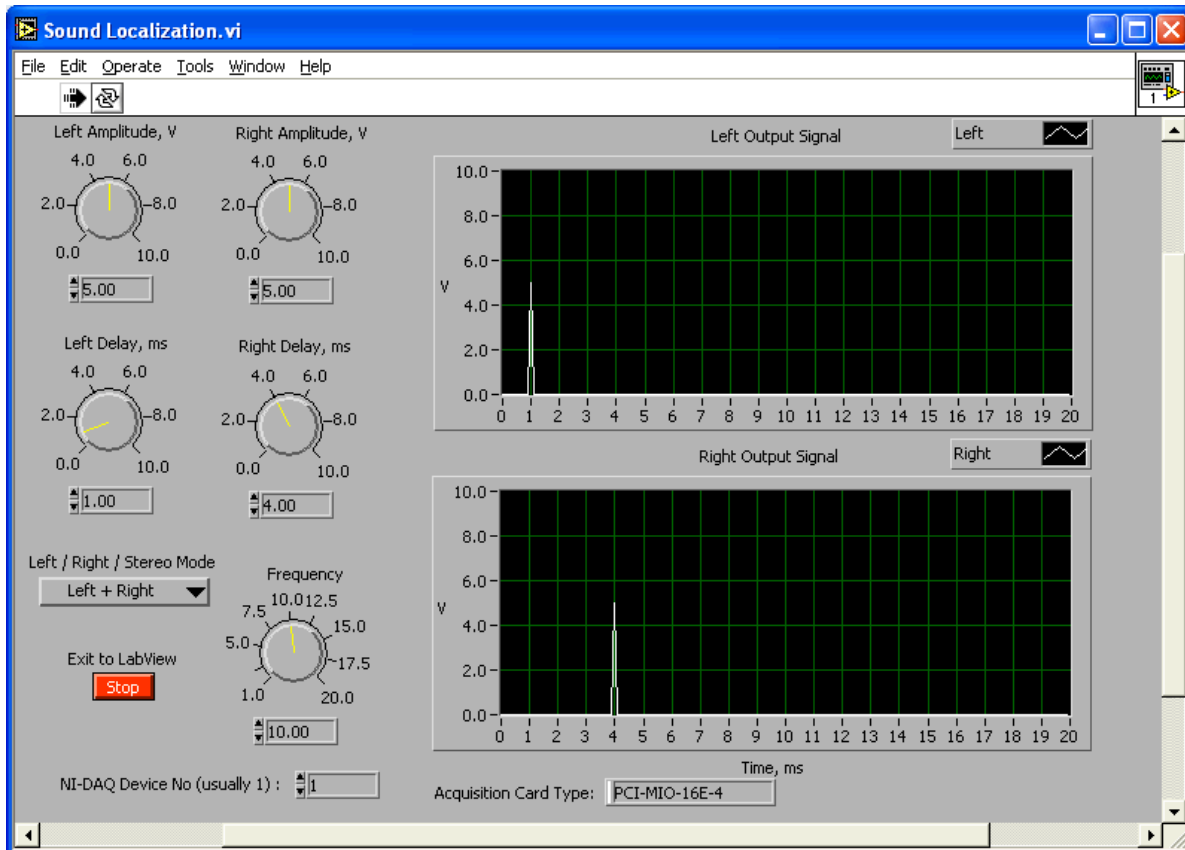 Sound Localization.vi
File Edit Operate Tools Window Help
1
Left Amplitude, V
4.0 6.0
2.0 8.0
0.0 10.0
5.00
Right Amplitude, V
4.0 6.0
2.0 8.0
0.0 10.0
5.00
Left Output Signal
Left
10.0
8.0
6.0
V
4.0
2.0
0.0
0 1 2 3 4 5 6 7 8 9 10 11 12 13 14 15 16 17 18 19 20
Left Delay, ms
4.0 6.0
2.0 8.0
0.0 10.0
1.00
Right Delay, ms
4.0 6.0
2.0 8.0
0.0 10.0
4.00
Right Output Signal
Right
10.0
8.0
6.0
V
4.0
2.0
0.0
0 1 2 3 4 5 6 7 8 9 10 11 12 13 14 15 16 17 18 19 20
Time, ms
Left / Right / Stereo Mode
Left + Right
Frequency
10.0 12.5
7.5 15.0
5.0 17.5
1.0 20.0
10.00
Exit to LabView
Stop
NI-DAQ Device No (usually 1) : 1
Acquisition Card Type: PCI-MIO-16E-4